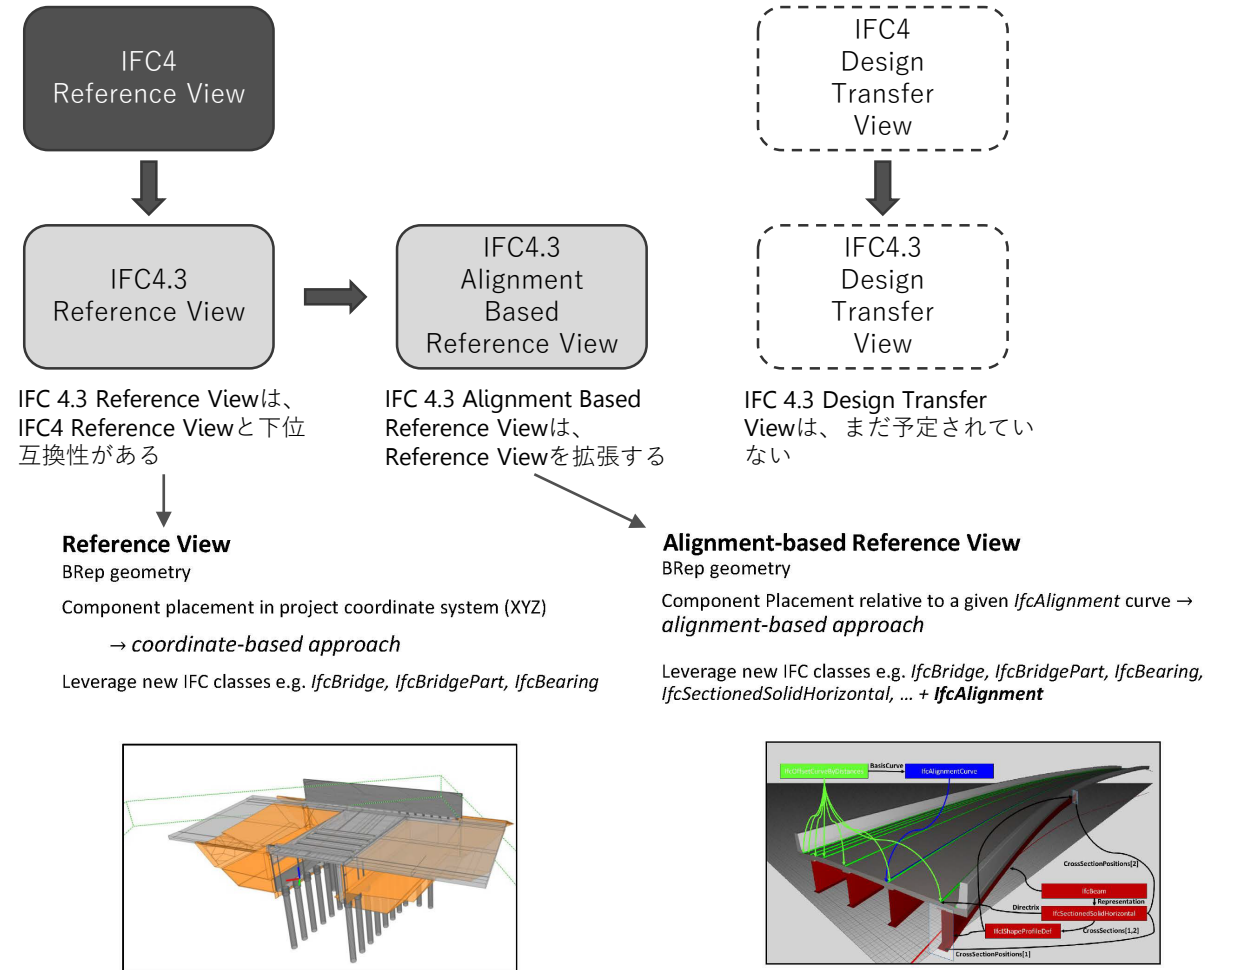 IFC4
Reference View
IFC4
Design
Transfer
View
IFC4.3
Reference View
IFC4.3
Alignment
Based
Reference View
IFC4.3
Design
Transfer
View
IFC 4.3 Reference Viewは、
IFC4 Reference Viewと下位
互換性がある
IFC 4.3 Alignment Based
Reference Viewは、
Reference Viewを拡張する
IFC 4.3 Design Transfer
Viewは、まだ予定されてい
ない
Reference View
BRep geometry
Component placement in project coordinate system (XYZ)
→ coordinate-based approach
Leverage new IFC classes e.g. IfcBridge, IfcBridgePart, IfcBearing
Alignment-based Reference View
BRep geometry
Component Placement relative to a given IfcAlignment curve →
alignment-based approach
Leverage new IFC classes e.g. IfcBridge, IfcBridgePart, IfcBearing,
IfcSectionedSolidHorizontal, … + IfcAlignment
IfcOffsetCurveByDistances
BasisCurve
IfcAlignmentCurve
CrossSectionPositions[2]
IfcBeam
Representation
Directrix
IfcSectionedSolidHorizontal
IfcIShapeProfileDef
CrossSections[1,2]
CrossSectionPositions[1]